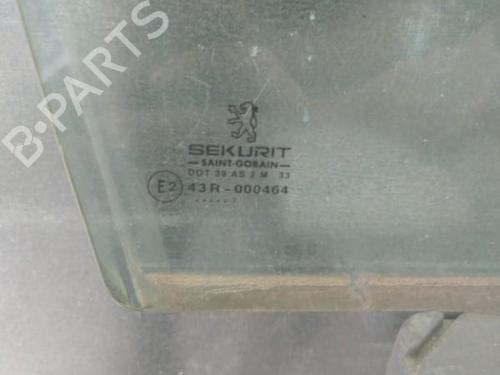 B-PARTS
SEKURIT
SAINT-GOBAIN
DOT 39 AS 2 M 33
E2 43R-000464